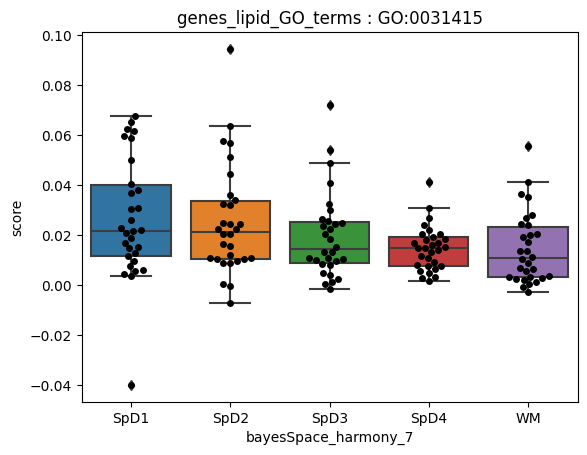 genes_lipid_GO_terms : GO:0031415
0.10
0.08
0.06
0.04
0.02
0.00
−0.02
−0.04
score
SpD1 SpD2 SpD3 SpD4 WM
bayesSpace_harmony_7